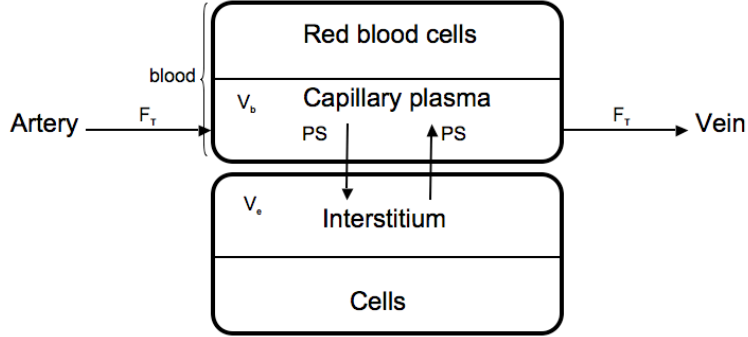 Red blood cells
blood
V_b Capillary plasma
Artery F_T F_T Vein
PS PS
V_e
Interstitium
Cells